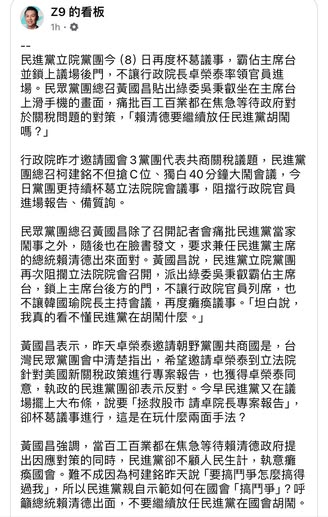 Z9 的看板
1h ·
--
民進黨立院黨團今 (8) 日再度杯葛議事，霸佔主席台
並鎖上議場後門，不讓行政院長卓榮泰率領官員進
場。民眾黨團總召黃國昌貼出綠委吳秉叡坐在主席台
上滑手機的畫面，痛批百工百業都在焦急等待政府對
於關稅問題的對策，「賴清德要繼續放任民進黨胡鬧
嗎？」
行政院昨才邀請國會3黨團代表共商關稅議題，民進黨
團總召柯建銘不但搶C位、獨白40分鐘大鬧會議，今
日黨團更持續杯葛立法院院會議事，阻擋行政院官員
進場報告、備質詢。
民眾黨團總召黃國昌除了召開記者會痛批民進黨當家
鬧事之外，隨後也在臉書發文，要求兼任民進黨主席
的總統賴清德出來面對。黃國昌說，民進黨立院黨團
再次阻攔立法院院會召開，派出綠委吳秉叡霸佔主席
台，鎖上主席台後方的門，不讓行政院官員列席，也
不讓韓國瑜院長主持會議，再度癱瘓議事。「坦白說，
我真的看不懂民進黨在胡鬧什麼。」
黃國昌表示，昨天卓榮泰邀請朝野黨團共商國是，台
灣民眾黨團會中清楚指出，希望邀請卓榮泰到立法院
針對美國新關稅政策進行專案報告，也獲得卓榮泰同
意，執政的民進黨團卻表示反對。今早民進黨又在議
場擺上大布條，說要「拯救股市 請卓院長專案報告」，
卻杯葛議事進行，這是在玩什麼兩面手法？
黃國昌強調，當百工百業都在焦急等待賴清德政府提
出因應對策的同時，民進黨卻不顧人民生計，執意癱
瘓國會。難不成因為柯建銘昨天說「要搞鬥爭怎麼搞得
過我」，所以民進黨親自示範如何在國會「搞鬥爭」？呼
籲總統賴清德出面，不要繼續放任民進黨在國會胡鬧。